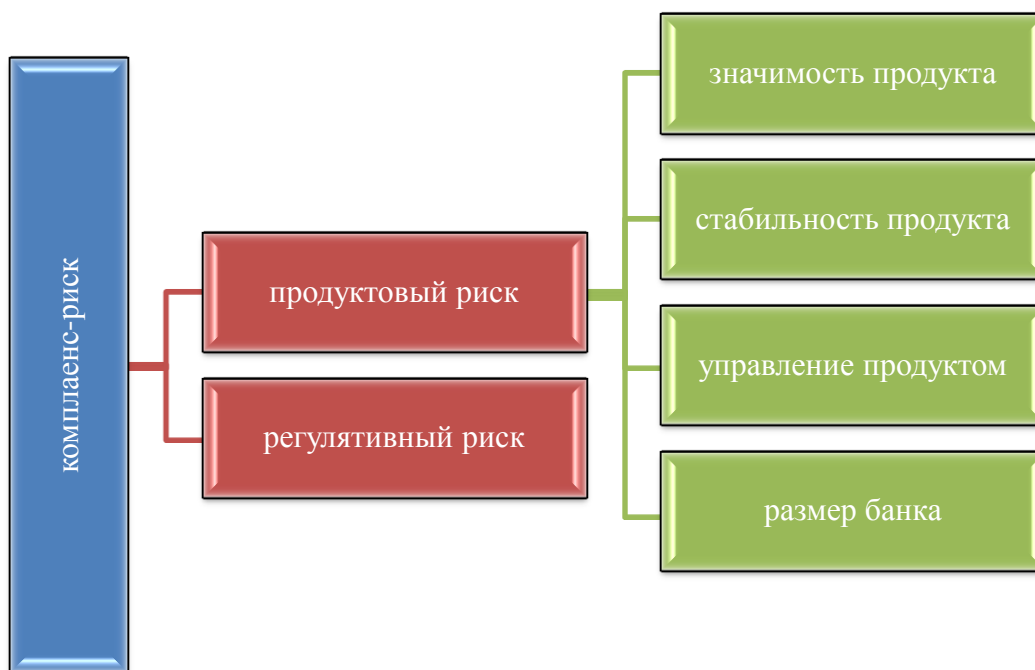 комплаенс-риск
продуктовый риск
регулятивный риск
значимость продукта
стабильность продукта
управление продуктом
размер банка